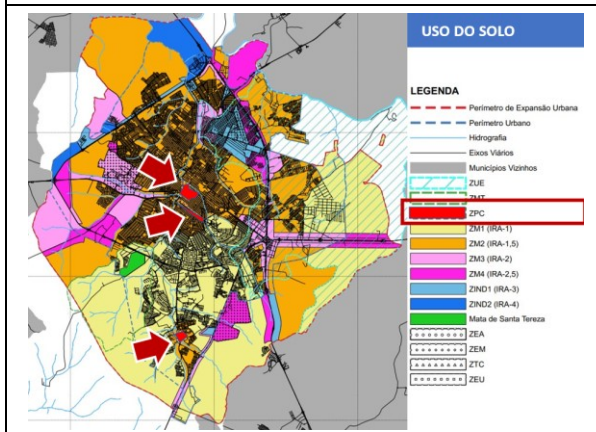 USO DO SOLO
LEGENDA
Perímetro de Expansão Urbana
Perímetro Urbano
Hidrografia
Eixos Viários
Municípios Vizinhos
ZUE
ZMT
ZPC
ZM1 (IRA-1)
ZM2 (IRA-1,5)
ZM3 (IRA-2)
ZM4 (IRA-2,5)
ZIND1 (IRA-3)
ZIND2 (IRA-4)
Mata de Santa Tereza
ZEA
ZEM
ZTC
ZEU